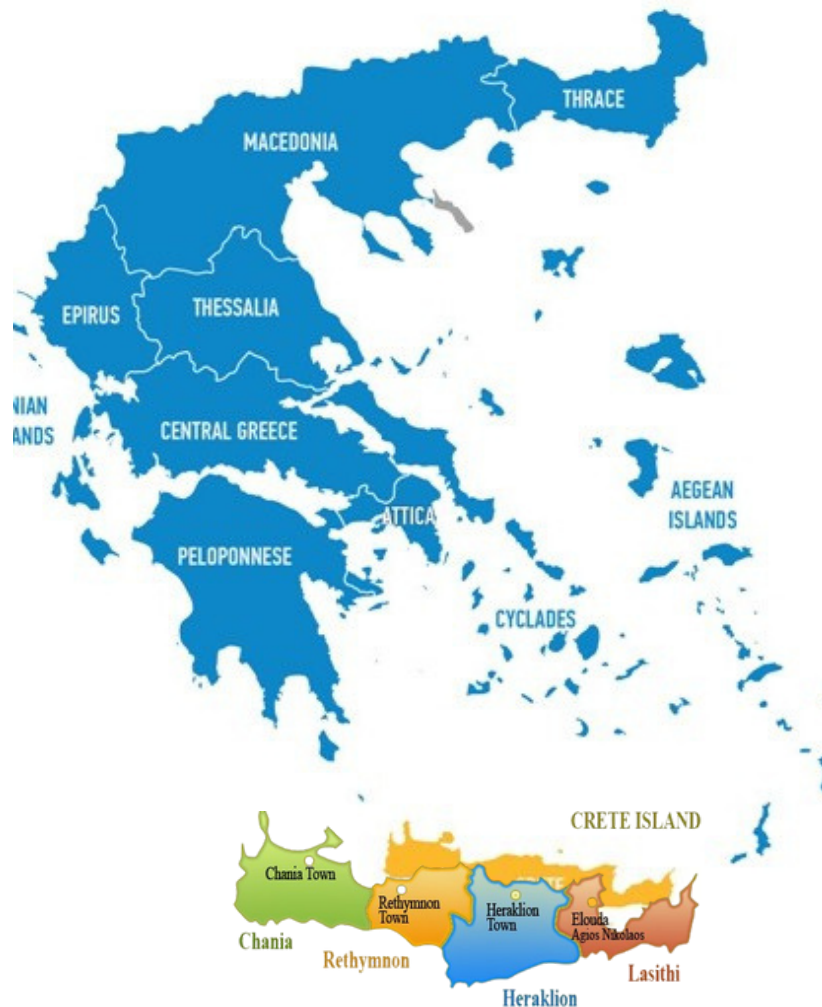 THRACE
MACEDONIA
EPIRUS
THESSALIA
NIAN
ANDS
CENTRAL GREECE
AEGEAN
ISLANDS
ATTICA
PELOPONNESE
CYCLADES
CRETE ISLAND
Chania Town
Rethymnon
Town
Heraklion
Town
Elouda
Agios Nikolaos
Chania
Rethymnon
Lasithi
Heraklion